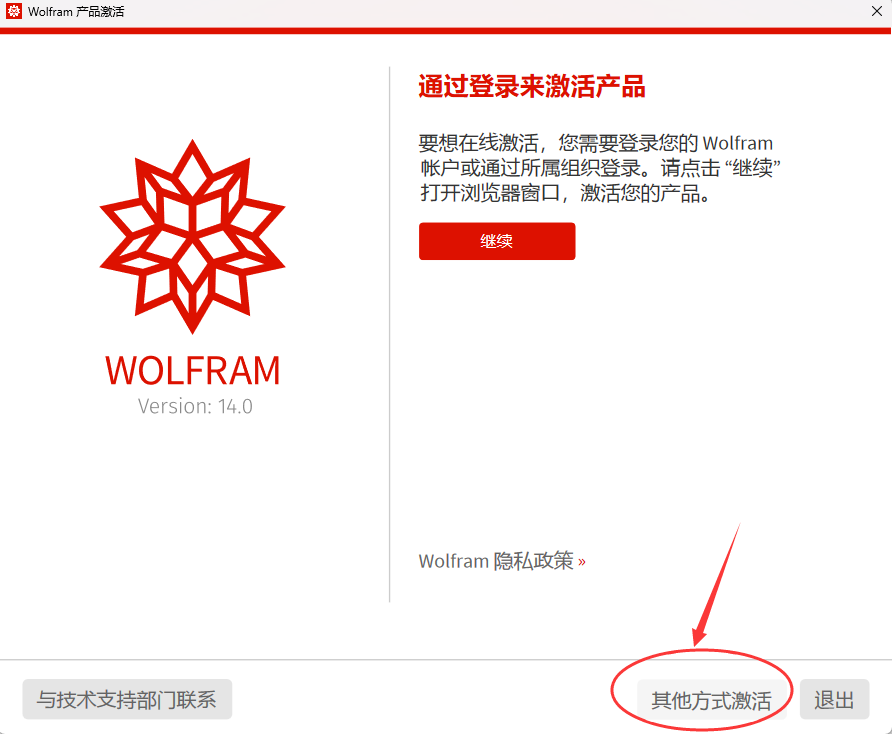 Wolfram 产品激活
通过登录来激活产品
要想在线激活，您需要登录您的 Wolfram
帐户或通过所属组织登录。请点击 “继续”
打开浏览器窗口，激活您的产品。
继续
WOLFRAM
Version: 14.0
Wolfram 隐私政策 »
与技术支持部门联系
其他方式激活
退出